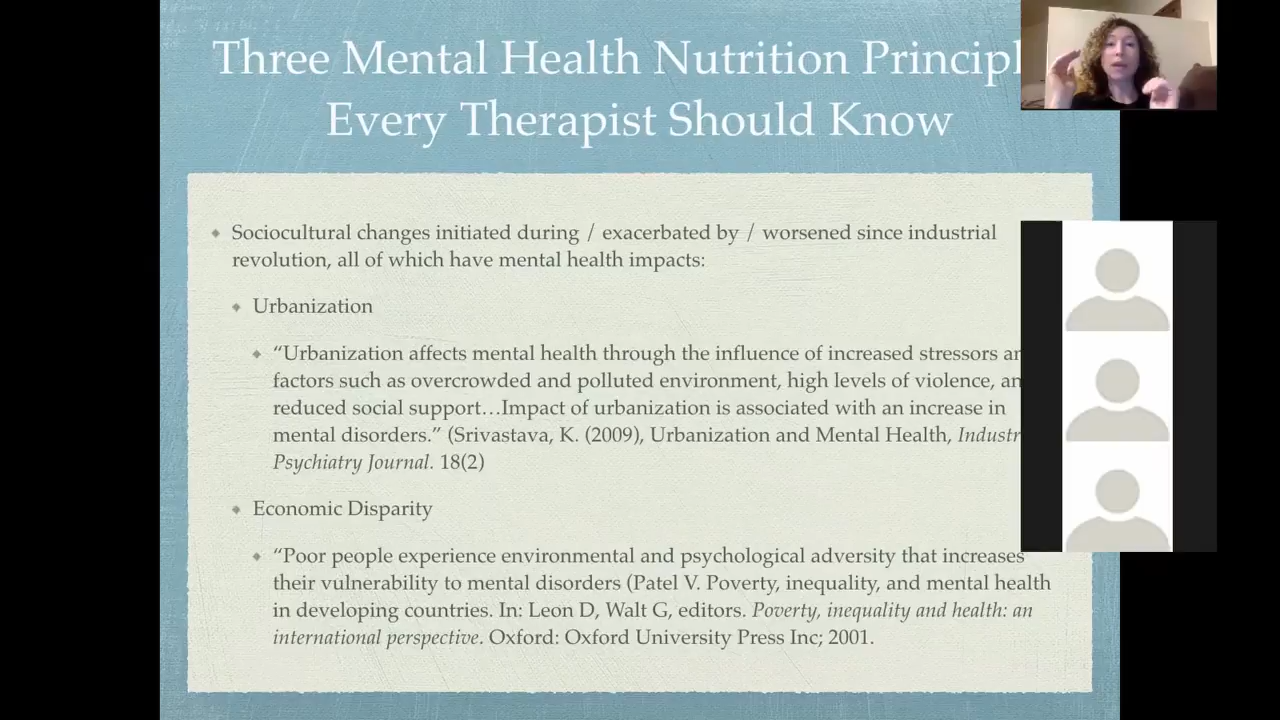 Three Mental Health Nutrition Principl
Every Therapist Should Know
Sociocultural changes initiated during / exacerbated by / worsened since industrial
revolution, all of which have mental health impacts:
Urbanization
“Urbanization affects mental health through the influence of increased stressors an
factors such as overcrowded and polluted environment, high levels of violence, an
reduced social support…Impact of urbanization is associated with an increase in
mental disorders.” (Srivastava, K. (2009), Urbanization and Mental Health, Industr
Psychiatry Journal. 18(2)
Economic Disparity
“Poor people experience environmental and psychological adversity that increases
their vulnerability to mental disorders (Patel V. Poverty, inequality, and mental health
in developing countries. In: Leon D, Walt G, editors. Poverty, inequality and health: an
international perspective. Oxford: Oxford University Press Inc; 2001.